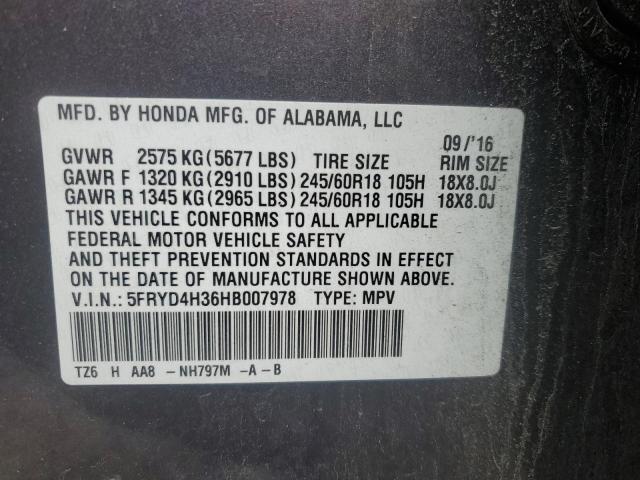 MFD. BY HONDA MFG. OF ALABAMA, LLC
09/'16
GVWR 2575 KG(5677 LBS) TIRE SIZE RIM SIZE
GAWR F 1320 KG(2910 LBS) 245/60R18 105H 18X8.0J
GAWR R 1345 KG(2965 LBS) 245/60R18 105H 18X8.0J
THIS VEHICLE CONFORMS TO ALL APPLICABLE
FEDERAL MOTOR VEHICLE SAFETY
AND THEFT PREVENTION STANDARDS IN EFFECT
ON THE DATE OF MANUFACTURE SHOWN ABOVE.
V.I.N.: 5FRYD4H36HB007978 TYPE: MPV
TZ6 H AA8 -NH797M -A-B